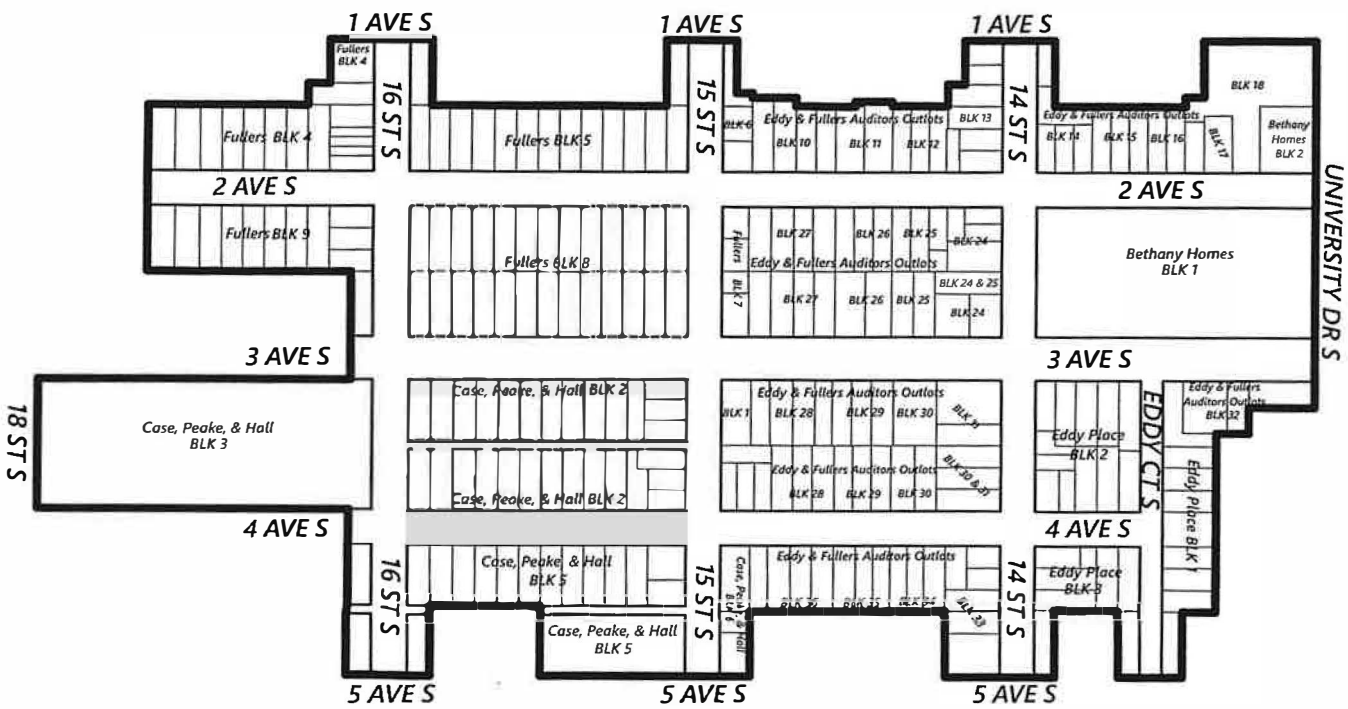 1 AVE S
1 AVE S
1 AVE S
Fullers
BLK 4
16 ST S
15 ST S
14 ST S
BLK 18
Fullers BLK 4
Fullers BLK 5
BLK 6
Eddy & Fullers Auditors Outlots
BLK 10
BLK 11
BLK 12
BLK 13
Eddy & Fullers Auditors Outlots
BLK 14
BLK 15
BLK 16
BLK 17
Bethany
Homes
BLK 2
2 AVE S
2 AVE S
UNIVERSITY DR S
Fullers BLK 9
Fullers BLK 8
Fullers
BLK 7
BLK 27
BLK 26
BLK 25
BLK 24
Eddy & Fullers Auditors Outlots
BLK 27
BLK 26
BLK 25
BLK 24 & 25
BLK 24
Bethany Homes
BLK 1
3 AVE S
3 AVE S
18 ST S
Case, Peake, & Hall
BLK 3
Case, Peake, & Hall BLK 2
Case, Peake, & Hall BLK 2
BLK 1
Eddy & Fullers Auditors Outlots
BLK 28
BLK 29
BLK 30
BLK 31
Eddy & Fullers Auditors Outlots
BLK 28
BLK 29
BLK 30
BLK 30 & 31
Eddy Place
BLK 2
EDDY CT S
Eddy & Fullers
Auditors Outlots
BLK 32
Eddy Place BLK 1
4 AVE S
4 AVE S
16 ST S
Case, Peake, & Hall
BLK 5
15 ST S
Case, Peake, & Hall
BLK 5
Case, Peake, & Hall
6
Eddy & Fullers Auditors Outlots
BLK 33
14 ST S
Eddy Place
BLK 3
5 AVE S
5 AVE S
5 AVE S